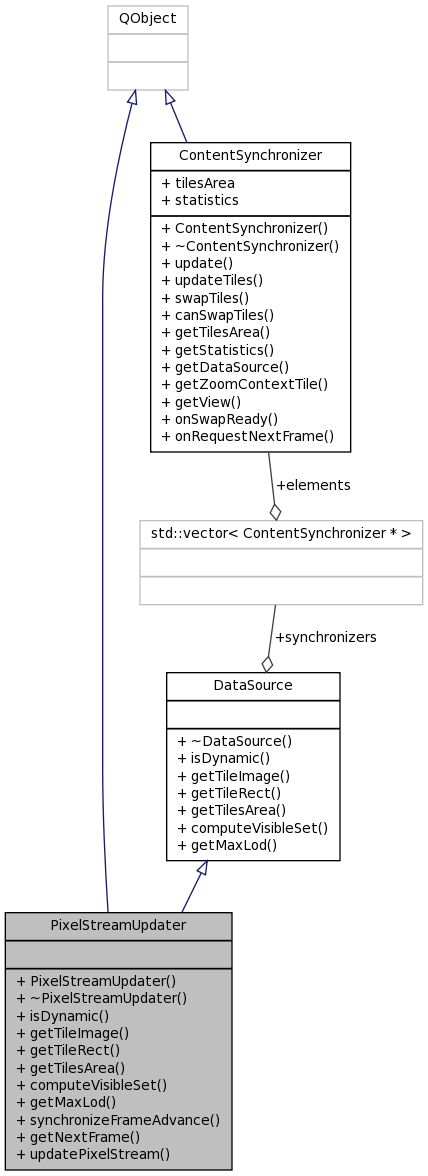 QObject
ContentSynchronizer
+ tilesArea
+ statistics
+ ContentSynchronizer()
+ ~ContentSynchronizer()
+ update()
+ updateTiles()
+ swapTiles()
+ canSwapTiles()
+ getTilesArea()
+ getStatistics()
+ getDataSource()
+ getZoomContextTile()
+ getView()
+ onSwapReady()
+ onRequestNextFrame()
+elements
std::vector< ContentSynchronizer * >
+synchronizers
DataSource
+ ~DataSource()
+ isDynamic()
+ getTileImage()
+ getTileRect()
+ getTilesArea()
+ computeVisibleSet()
+ getMaxLod()
PixelStreamUpdater
+ PixelStreamUpdater()
+ ~PixelStreamUpdater()
+ isDynamic()
+ getTileImage()
+ getTileRect()
+ getTilesArea()
+ computeVisibleSet()
+ getMaxLod()
+ synchronizeFrameAdvance()
+ getNextFrame()
+ updatePixelStream()